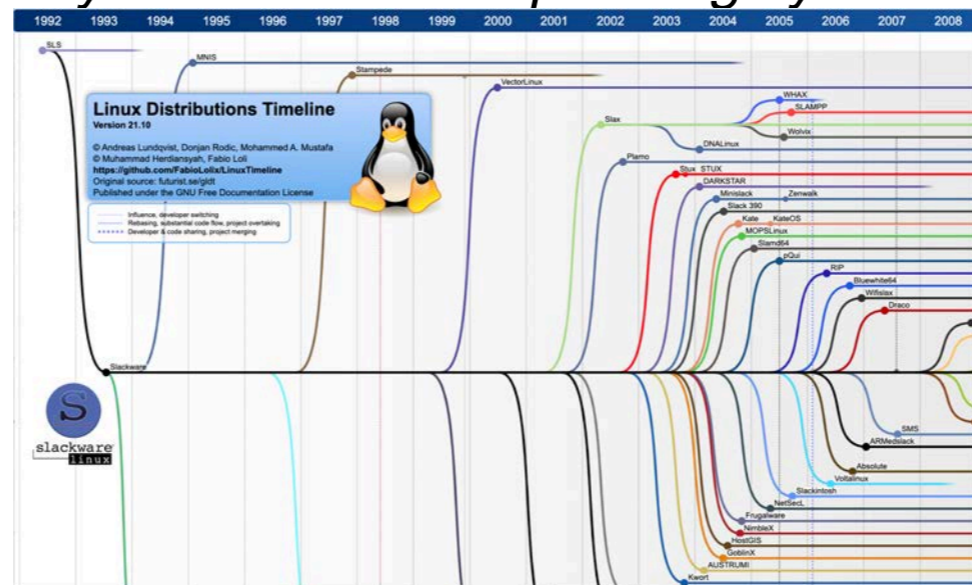 1992 1993 1994 1995 1996 1997 1998 1999 2000 2001 2002 2003 2004 2005 2006 2007 2008
SLS
MNIS
Stampede
VectorLinux
Linux Distributions Timeline
Version 21.10
© Andreas Lundqvist, Donjan Rodic, Mohammed A. Mustafa
© Muhammad Herdiansyah, Fabio Loli
https://github.com/FabioLolix/LinuxTimeline
Original source: futurist.se/gldt
Published under the GNU Free Documentation License
Influence, developer switching
Rebasing, substantial code flow, project overtaking
Developer & code sharing, project merging
WHAX
SLAMPP
Slax
Wolvix
DNALinux
Plamo
Stux STUX
DARKSTAR
Minislack Zenwalk
Slack 390
Kate KateOS
MOPSLinux
Slamd64
pQui
RIP
Bluewhite64
Wifislax
Draco
Slackware
S
slackware
linux
SMS
ARMedslack
Absolute
Voltalinux
Slackintosh
NetSecL
Frugalware
NimbleX
HostGIS
GoblinX
AUSTRUMI
Kwort